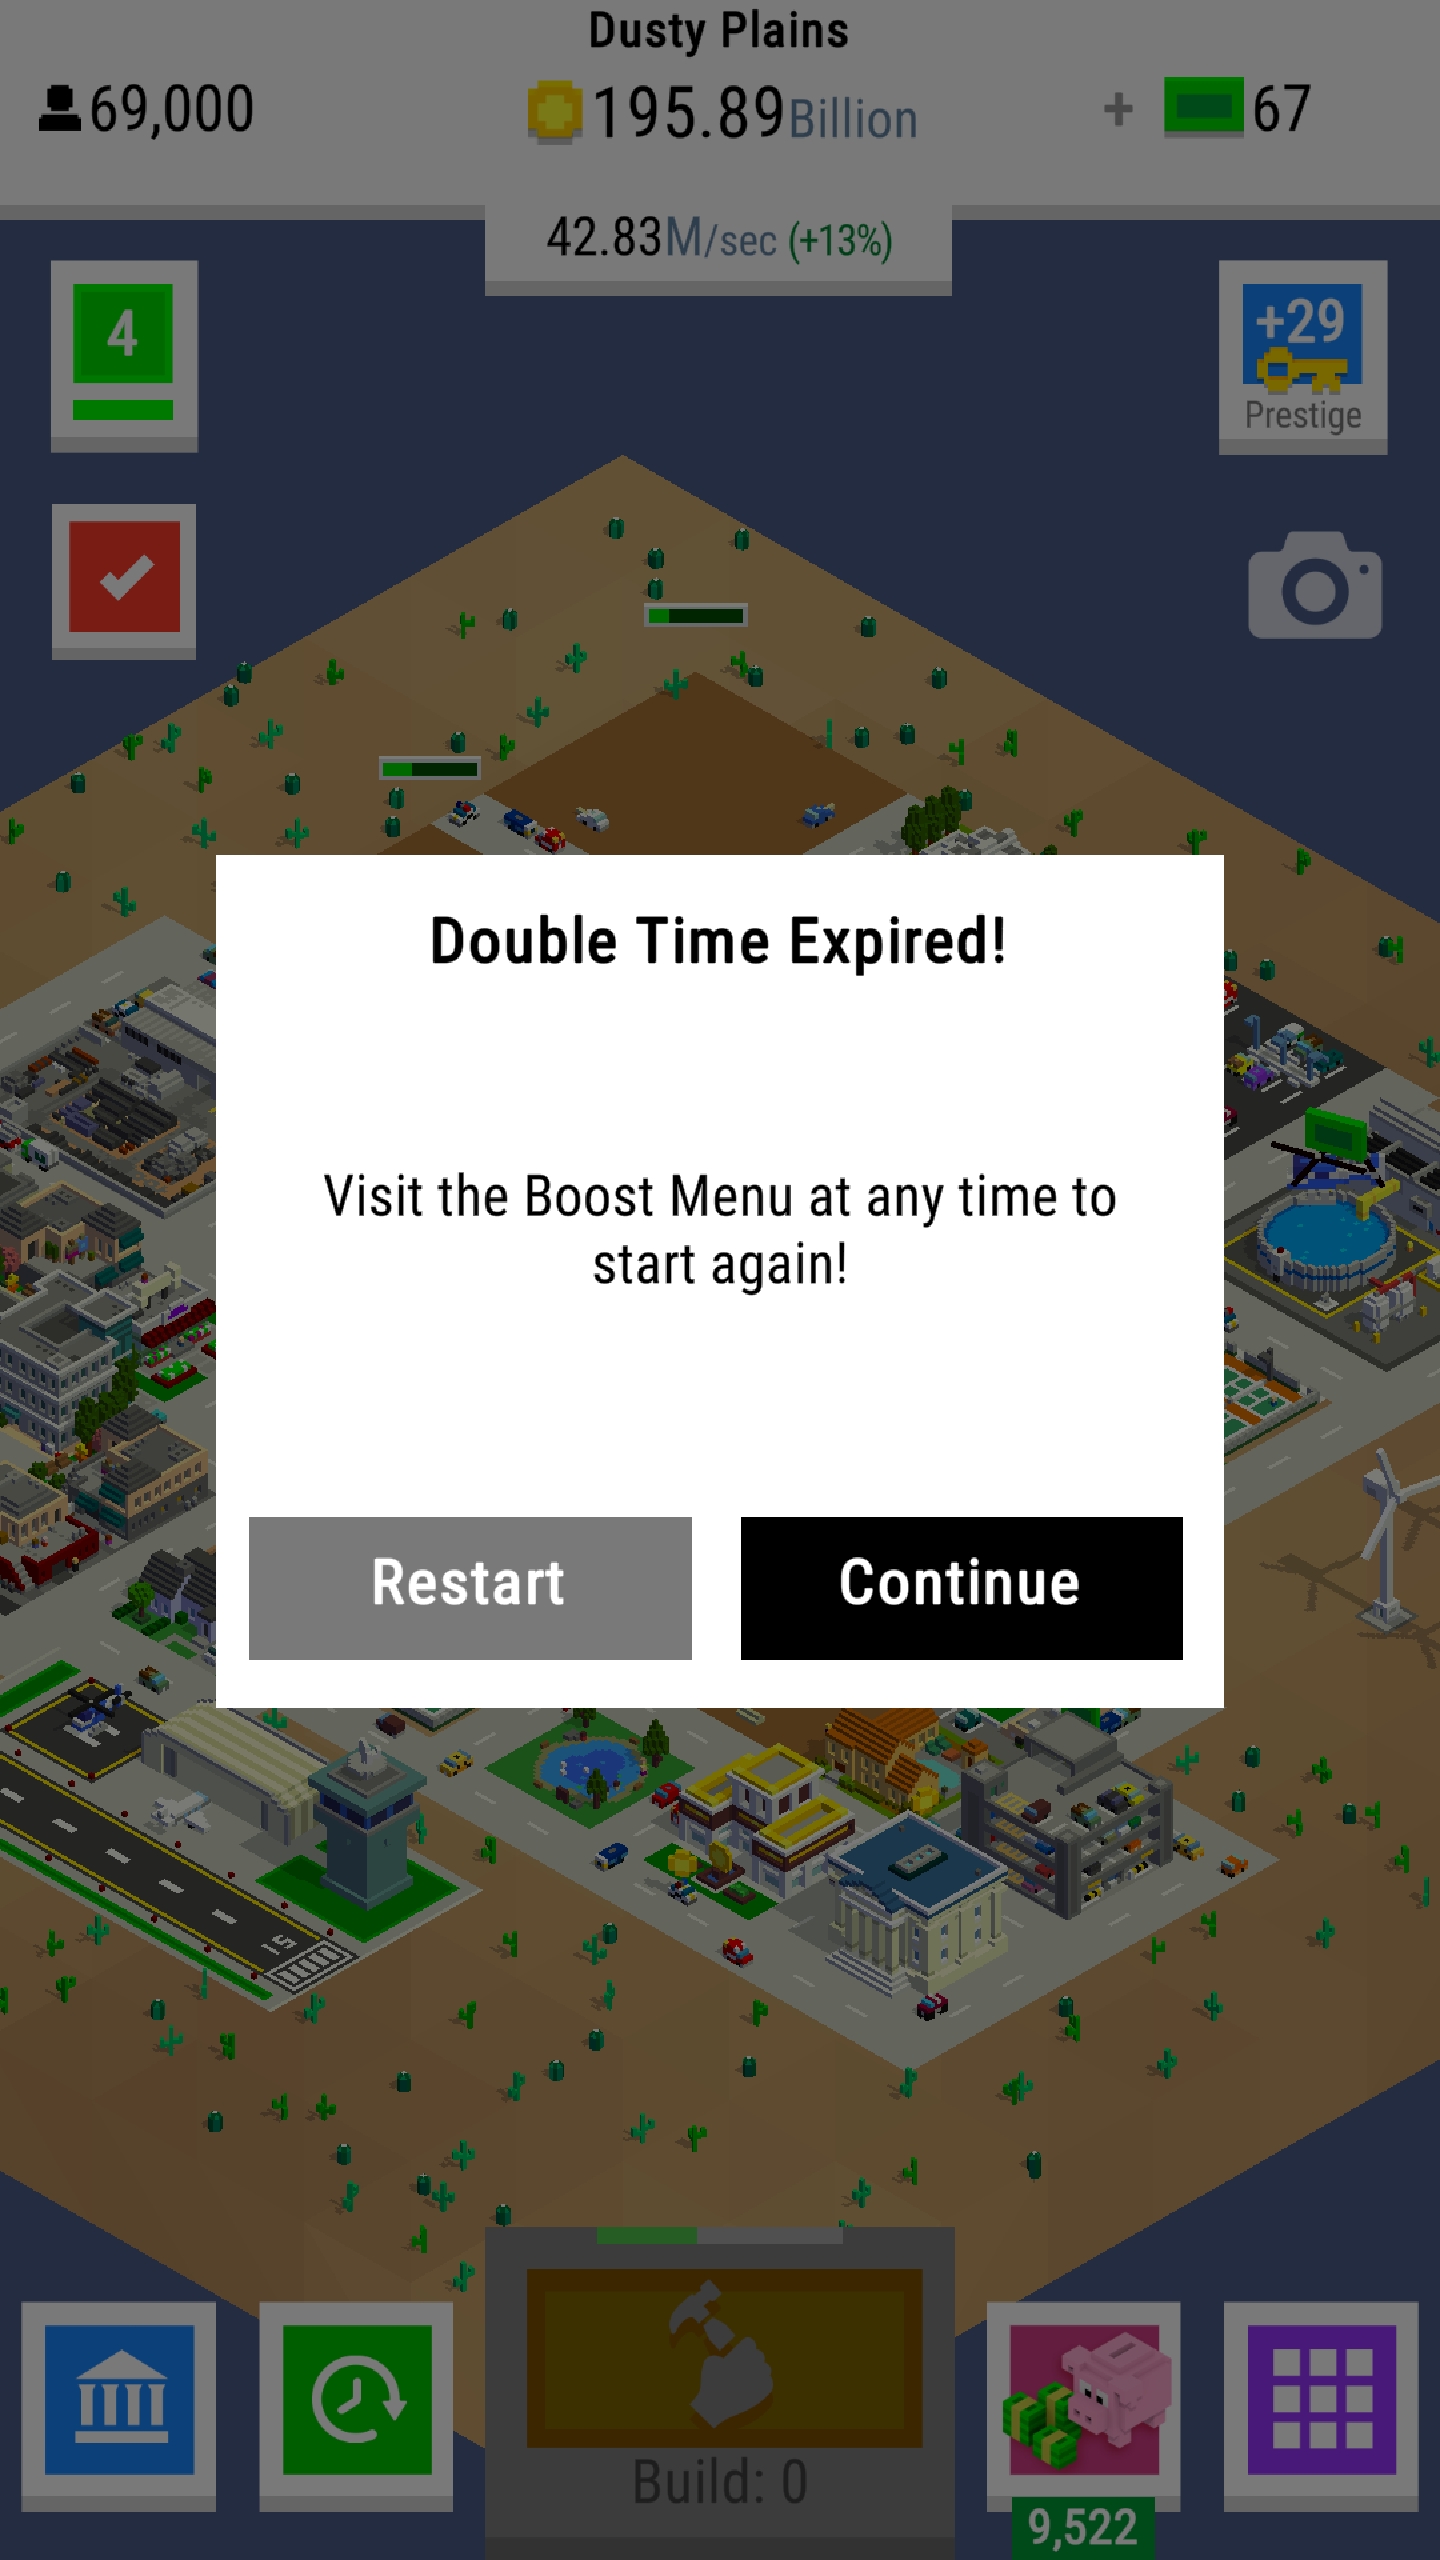 Dusty Plains
69,000
195.89Billion
+ 67
42.83M/sec (+13%)
4
+29
Prestige
Double Time Expired!
Visit the Boost Menu at any time to
start again!
Restart
Continue
15
Build: 0
9,522